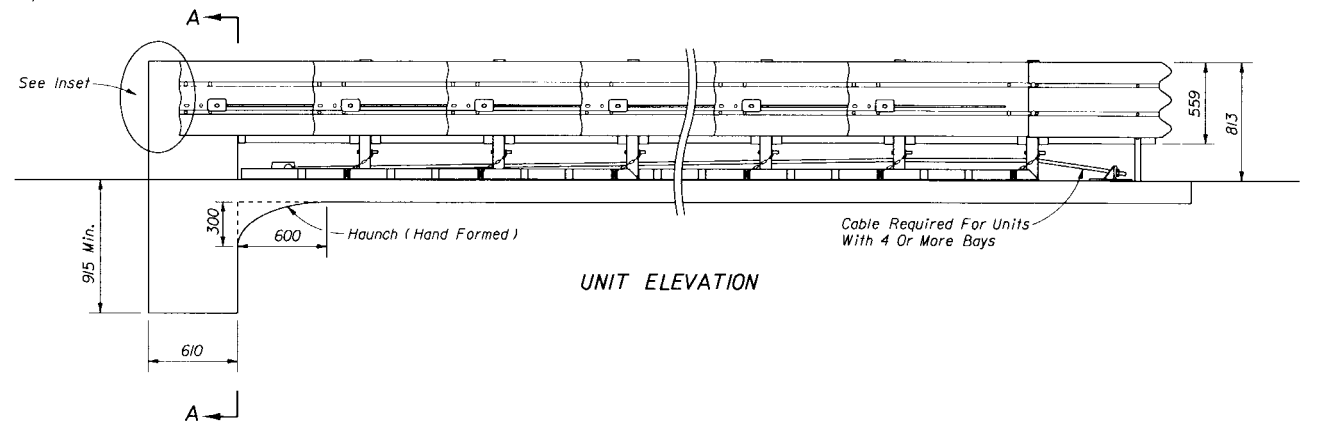 A
See Inset
559
813
300
600
Haunch ( Hand Formed )
Cable Required For Units
With 4 Or More Bays
915 Min.
UNIT ELEVATION
610
A